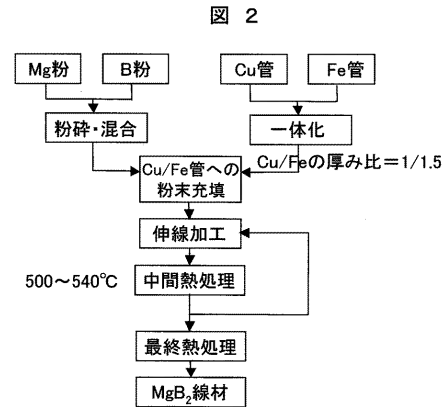 図 2
Mg粉
B粉
Cu管
Fe管
粉砕・混合
一体化
Cu/Feの厚み比＝1/1.5
Cu/Fe管への
粉末充填
伸線加工
500～540℃
中間熱処理
最終熱処理
MgB₂線材